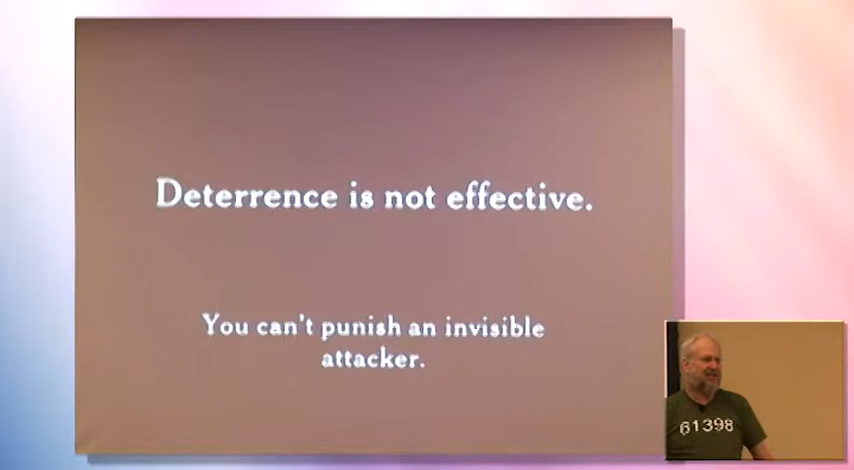 Deterrence is not effective.
You can't punish an invisible
attacker.
61398